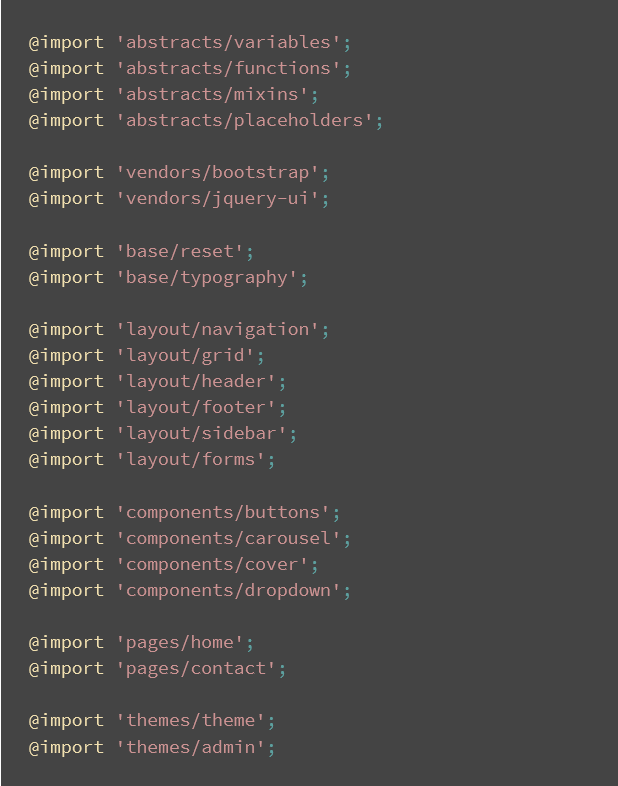 @import 'abstracts/variables';
@import 'abstracts/functions';
@import 'abstracts/mixins';
@import 'abstracts/placeholders';
@import 'vendors/bootstrap';
@import 'vendors/jquery-ui';
@import 'base/reset';
@import 'base/typography';
@import 'layout/navigation';
@import 'layout/grid';
@import 'layout/header';
@import 'layout/footer';
@import 'layout/sidebar';
@import 'layout/forms';
@import 'components/buttons';
@import 'components/carousel';
@import 'components/cover';
@import 'components/dropdown';
@import 'pages/home';
@import 'pages/contact';
@import 'themes/theme';
@import 'themes/admin';